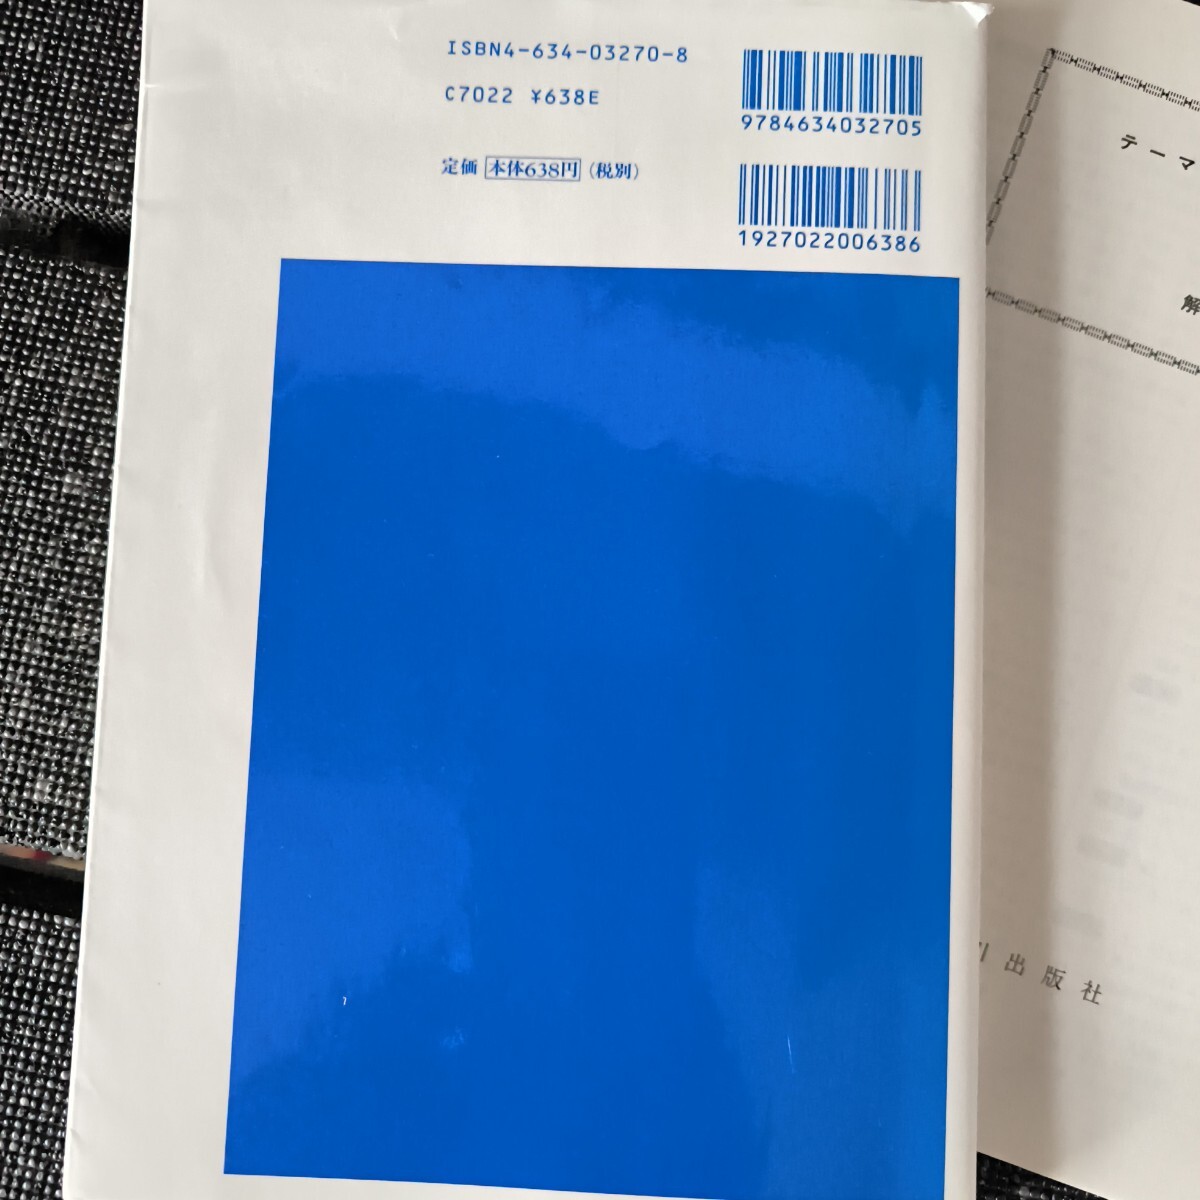 ISBN4-634-03270-8
C7022 ¥638E
定価 本体638円 (税別)
9784634032705
1927022006386
テーマ
解
出版社